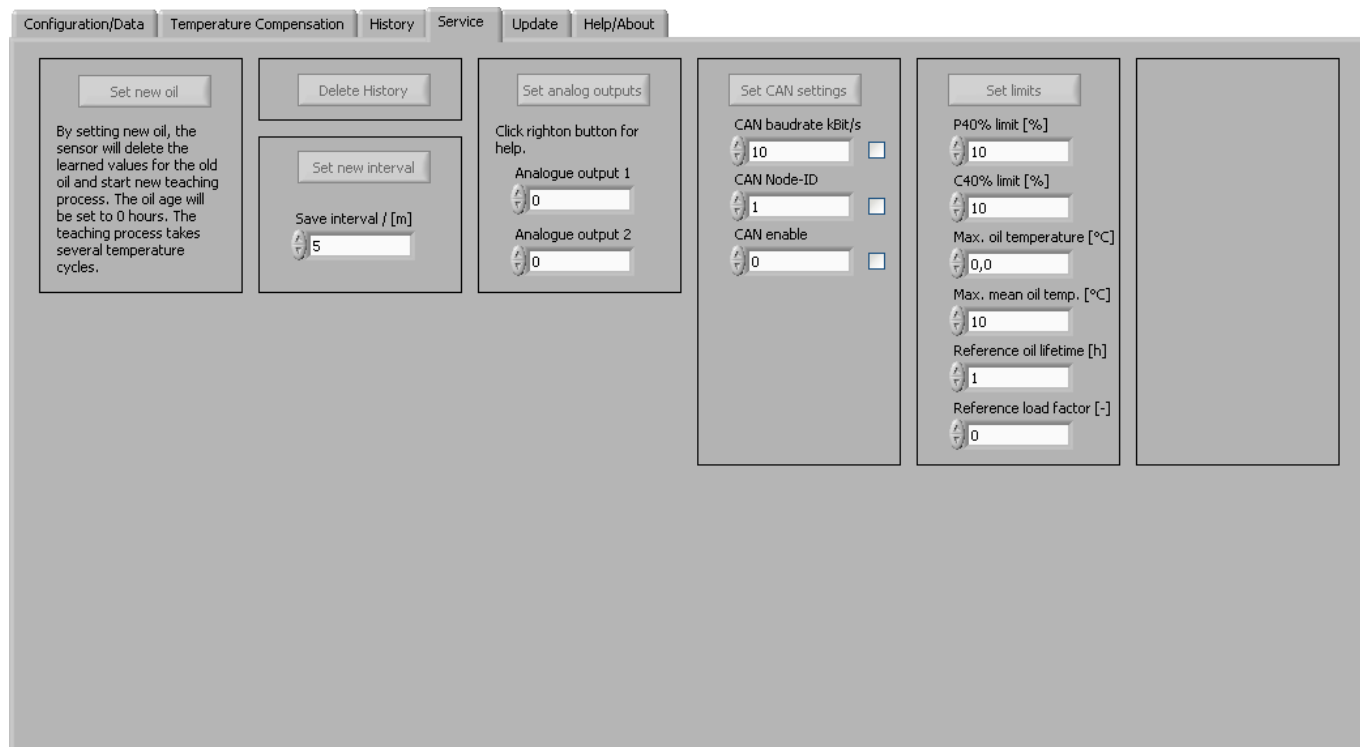 Configuration/Data
Temperature Compensation
History
Service
Update
Help/About
Set new oil
By setting new oil, the
sensor will delete the
learned values for the old
oil and start new teaching
process. The oil age will
be set to 0 hours. The
teaching process takes
several temperature
cycles.
Delete History
Set new interval
Save interval / [m]
5
Set analog outputs
Click righton button for
help.
Analogue output 1
0
Analogue output 2
0
Set CAN settings
CAN baudrate kBit/s
10
CAN Node-ID
1
CAN enable
0
Set limits
P40% limit [%]
10
C40% limit [%]
10
Max. oil temperature [°C]
0,0
Max. mean oil temp. [°C]
10
Reference oil lifetime [h]
1
Reference load factor [-]
0